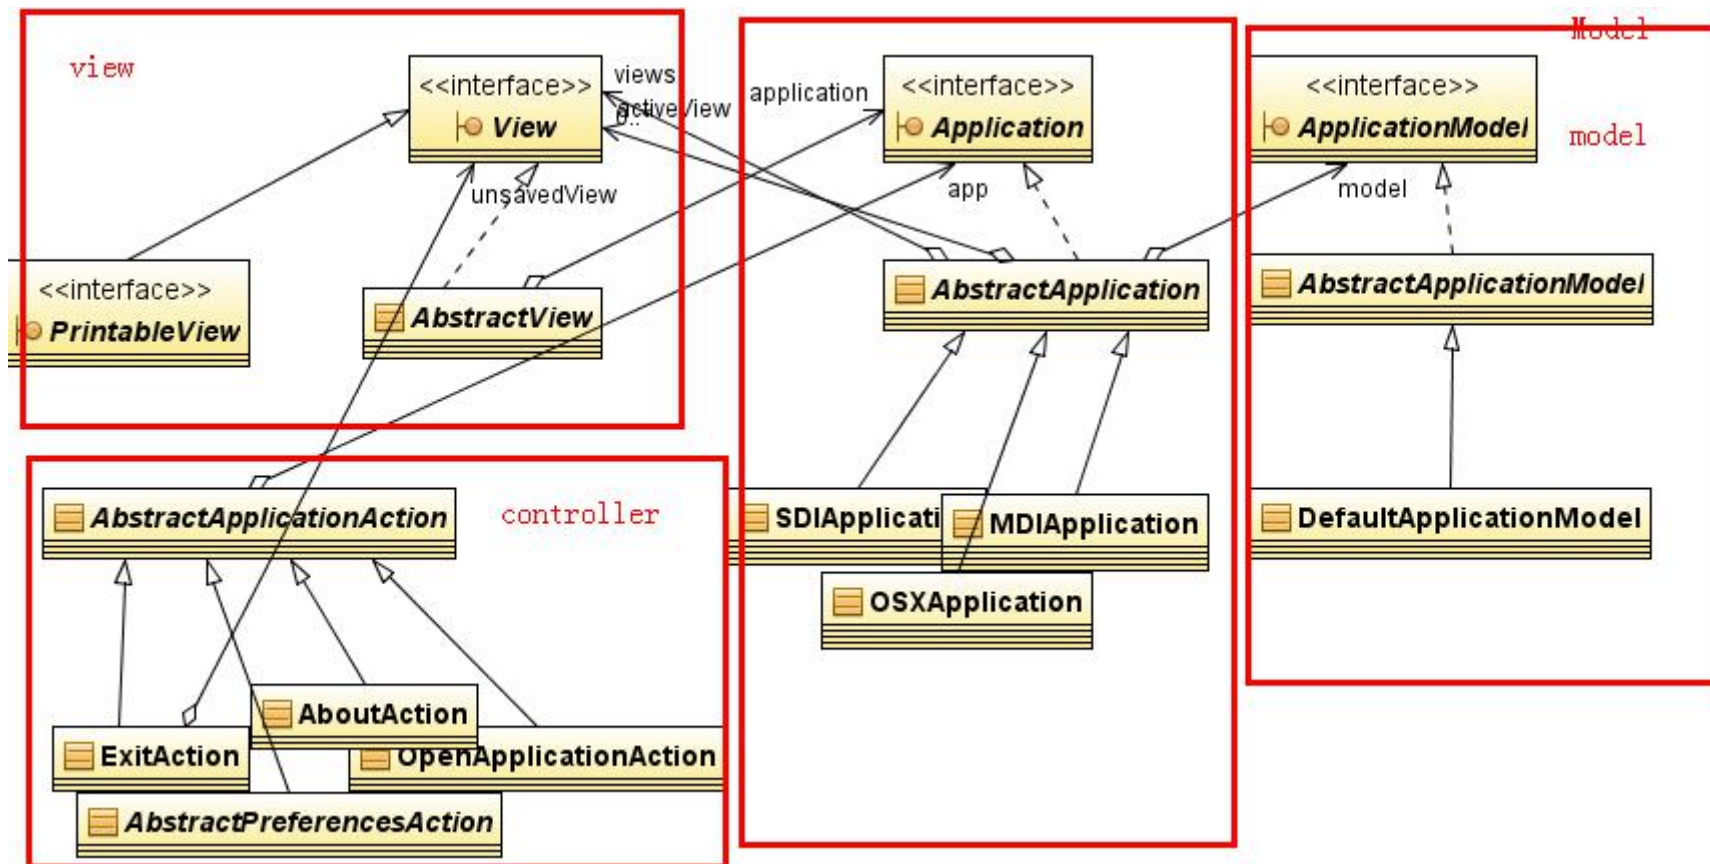 view
<<interface>>
View
views
activeView
0..
unsavedView
<<interface>>
PrintableView
AbstractView
application
<<interface>>
Application
app
AbstractApplication
SDIApplicati
MDIApplication
OSXApplication
Model
<<interface>>
ApplicationModel
model
model
AbstractApplicationModel
DefaultApplicationModel
controller
AbstractApplicationAction
AboutAction
ExitAction
OpenApplicationAction
AbstractPreferencesAction